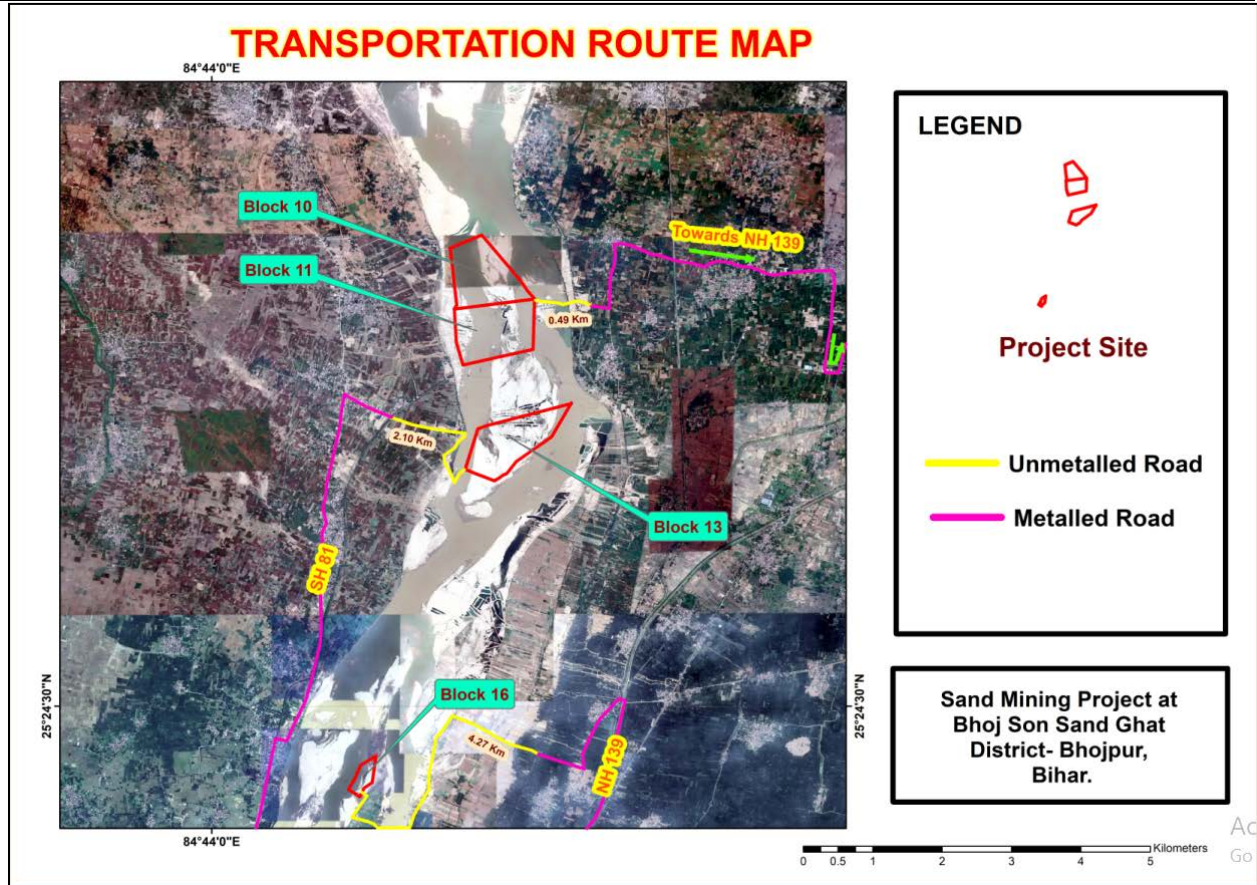 TRANSPORTATION ROUTE MAP
84°44'0"E
Block 10
Block 11
Towards NH 139
0.49 Km
2.10 Km
Block 13
SH 81
Block 16
4.27 Km
NH 139
25°24'30"N
25°24'30"N
84°44'0"E
LEGEND
Project Site
Unmetalled Road
Metalled Road
Sand Mining Project at
Bhoj Son Sand Ghat
District- Bhojpur,
Bihar.
Kilometers
0 0.5 1 2 3 4 5
Ac
Go